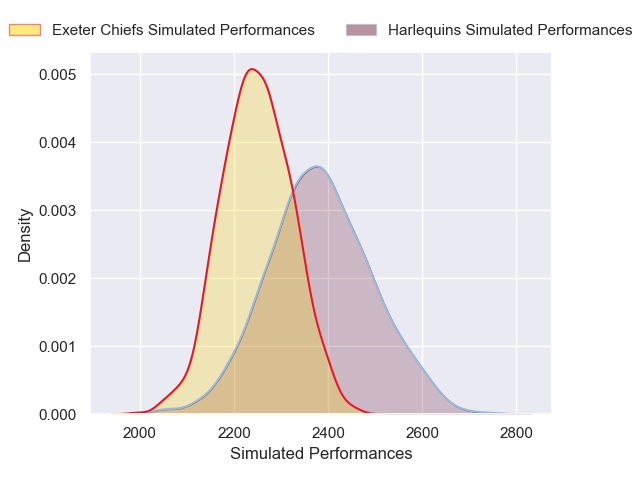 Exeter Chiefs Simulated Performances
Harlequins Simulated Performances
0.005
0.004
0.003
0.002
0.001
0.000
Density
2000
2200
2400
2600
2800
Simulated Performances